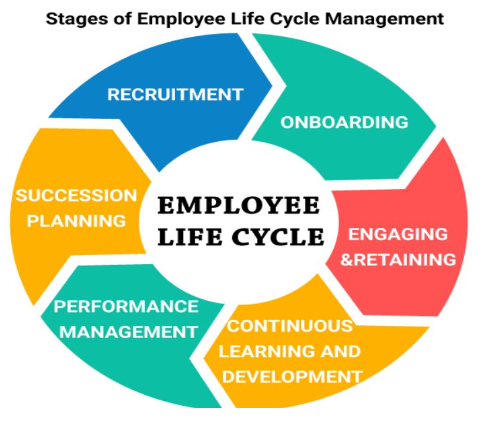 Stages of Employee Life Cycle Management
RECRUITMENT
ONBOARDING
ENGAGING
&RETAINING
CONTINUOUS
LEARNING AND
DEVELOPMENT
PERFORMANCE
MANAGEMENT
SUCCESSION
PLANNING
EMPLOYEE
LIFE CYCLE